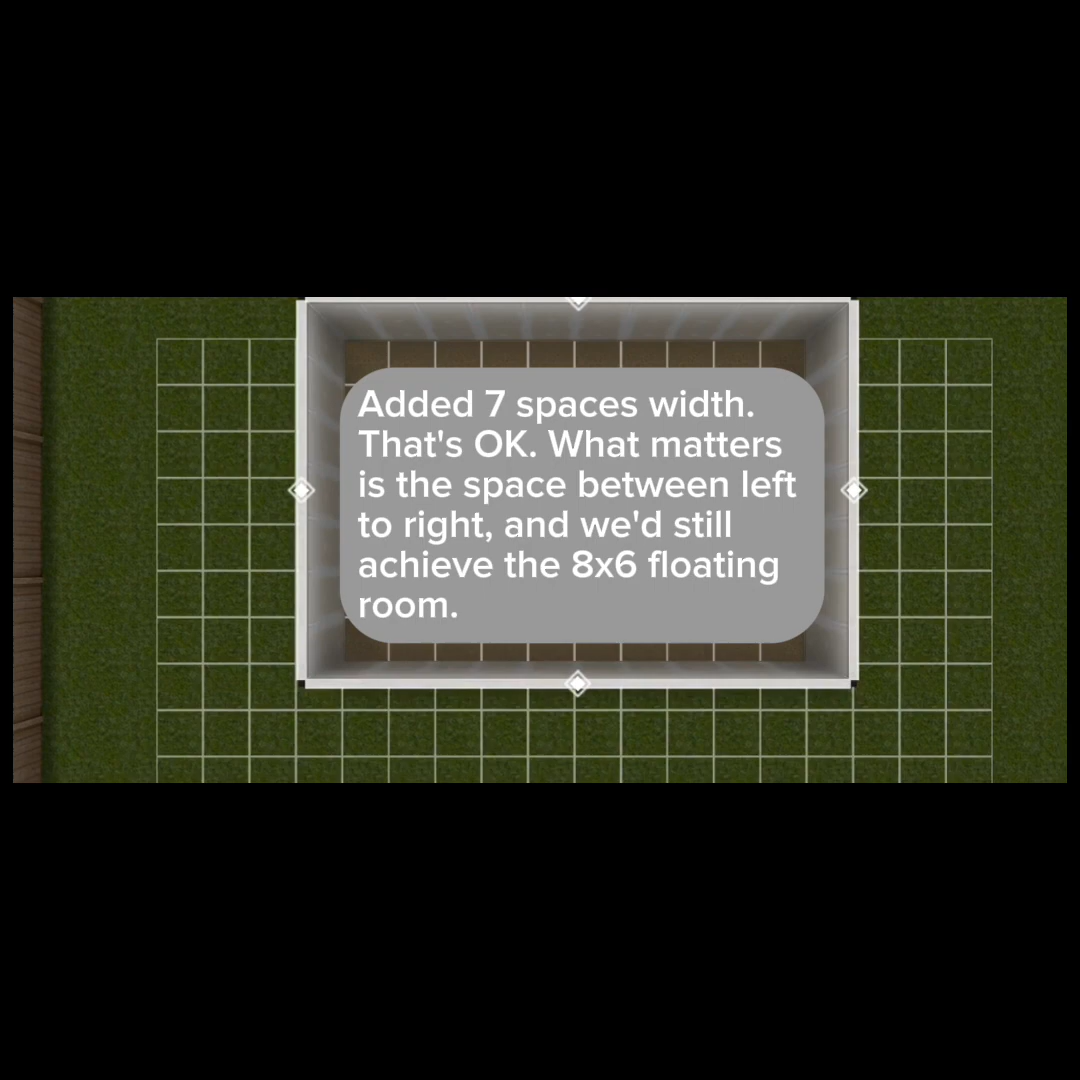 Added 7 spaces width.
That's OK. What matters
is the space between left
to right, and we'd still
achieve the 8x6 floating
room.